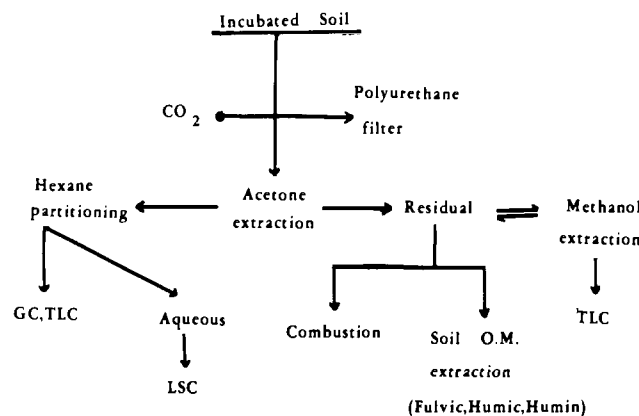 Incubated Soil
CO2
Polyurethane
filter
Hexane
partitioning
Acetone
extraction
Residual
Methanol
extraction
GC,TLC
Aqueous
LSC
Combustion
Soil O.M.
extraction
(Fulvic,Humic,Humin)
TLC